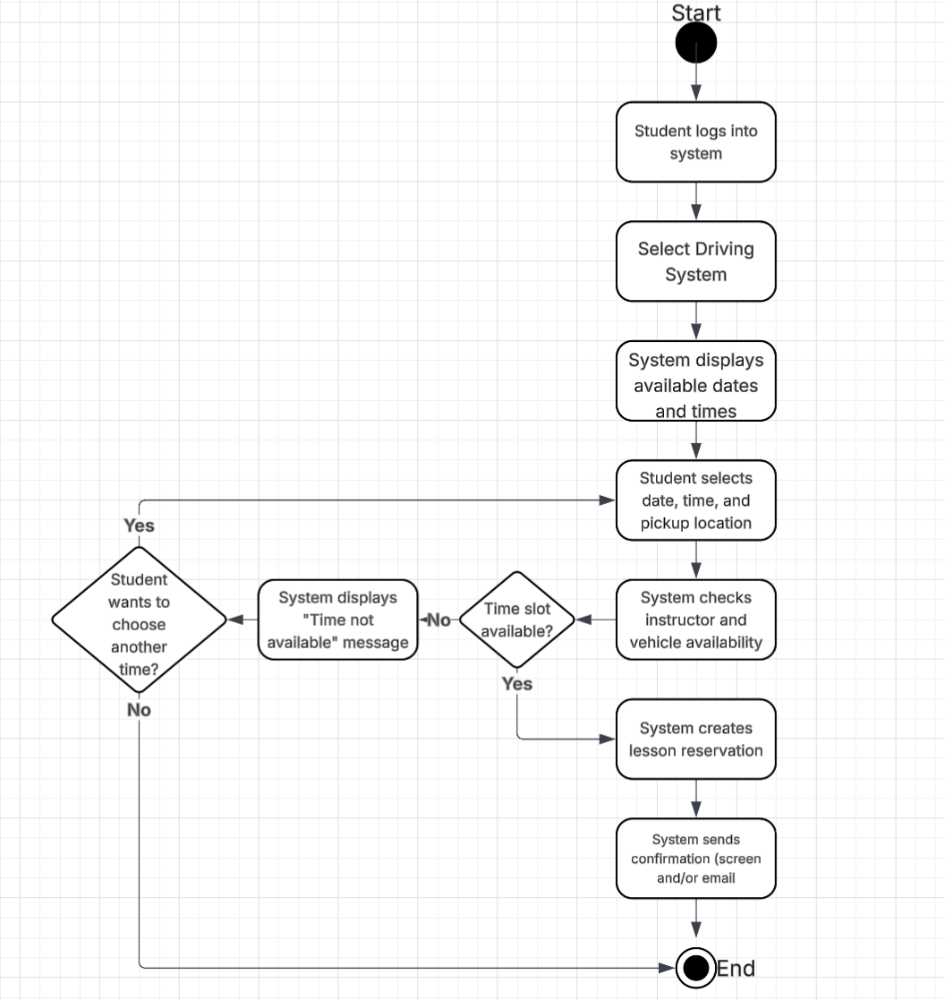 Start
Student logs into
system
Select Driving
System
System displays
available dates
and times
Student selects
date, time, and
pickup location
Yes
Student
wants to
choose
another
time?
System displays
"Time not
available" message
No
Time slot
available?
System checks
instructor and
vehicle availability
Yes
No
System creates
lesson reservation
System sends
confirmation (screen
and/or email
End